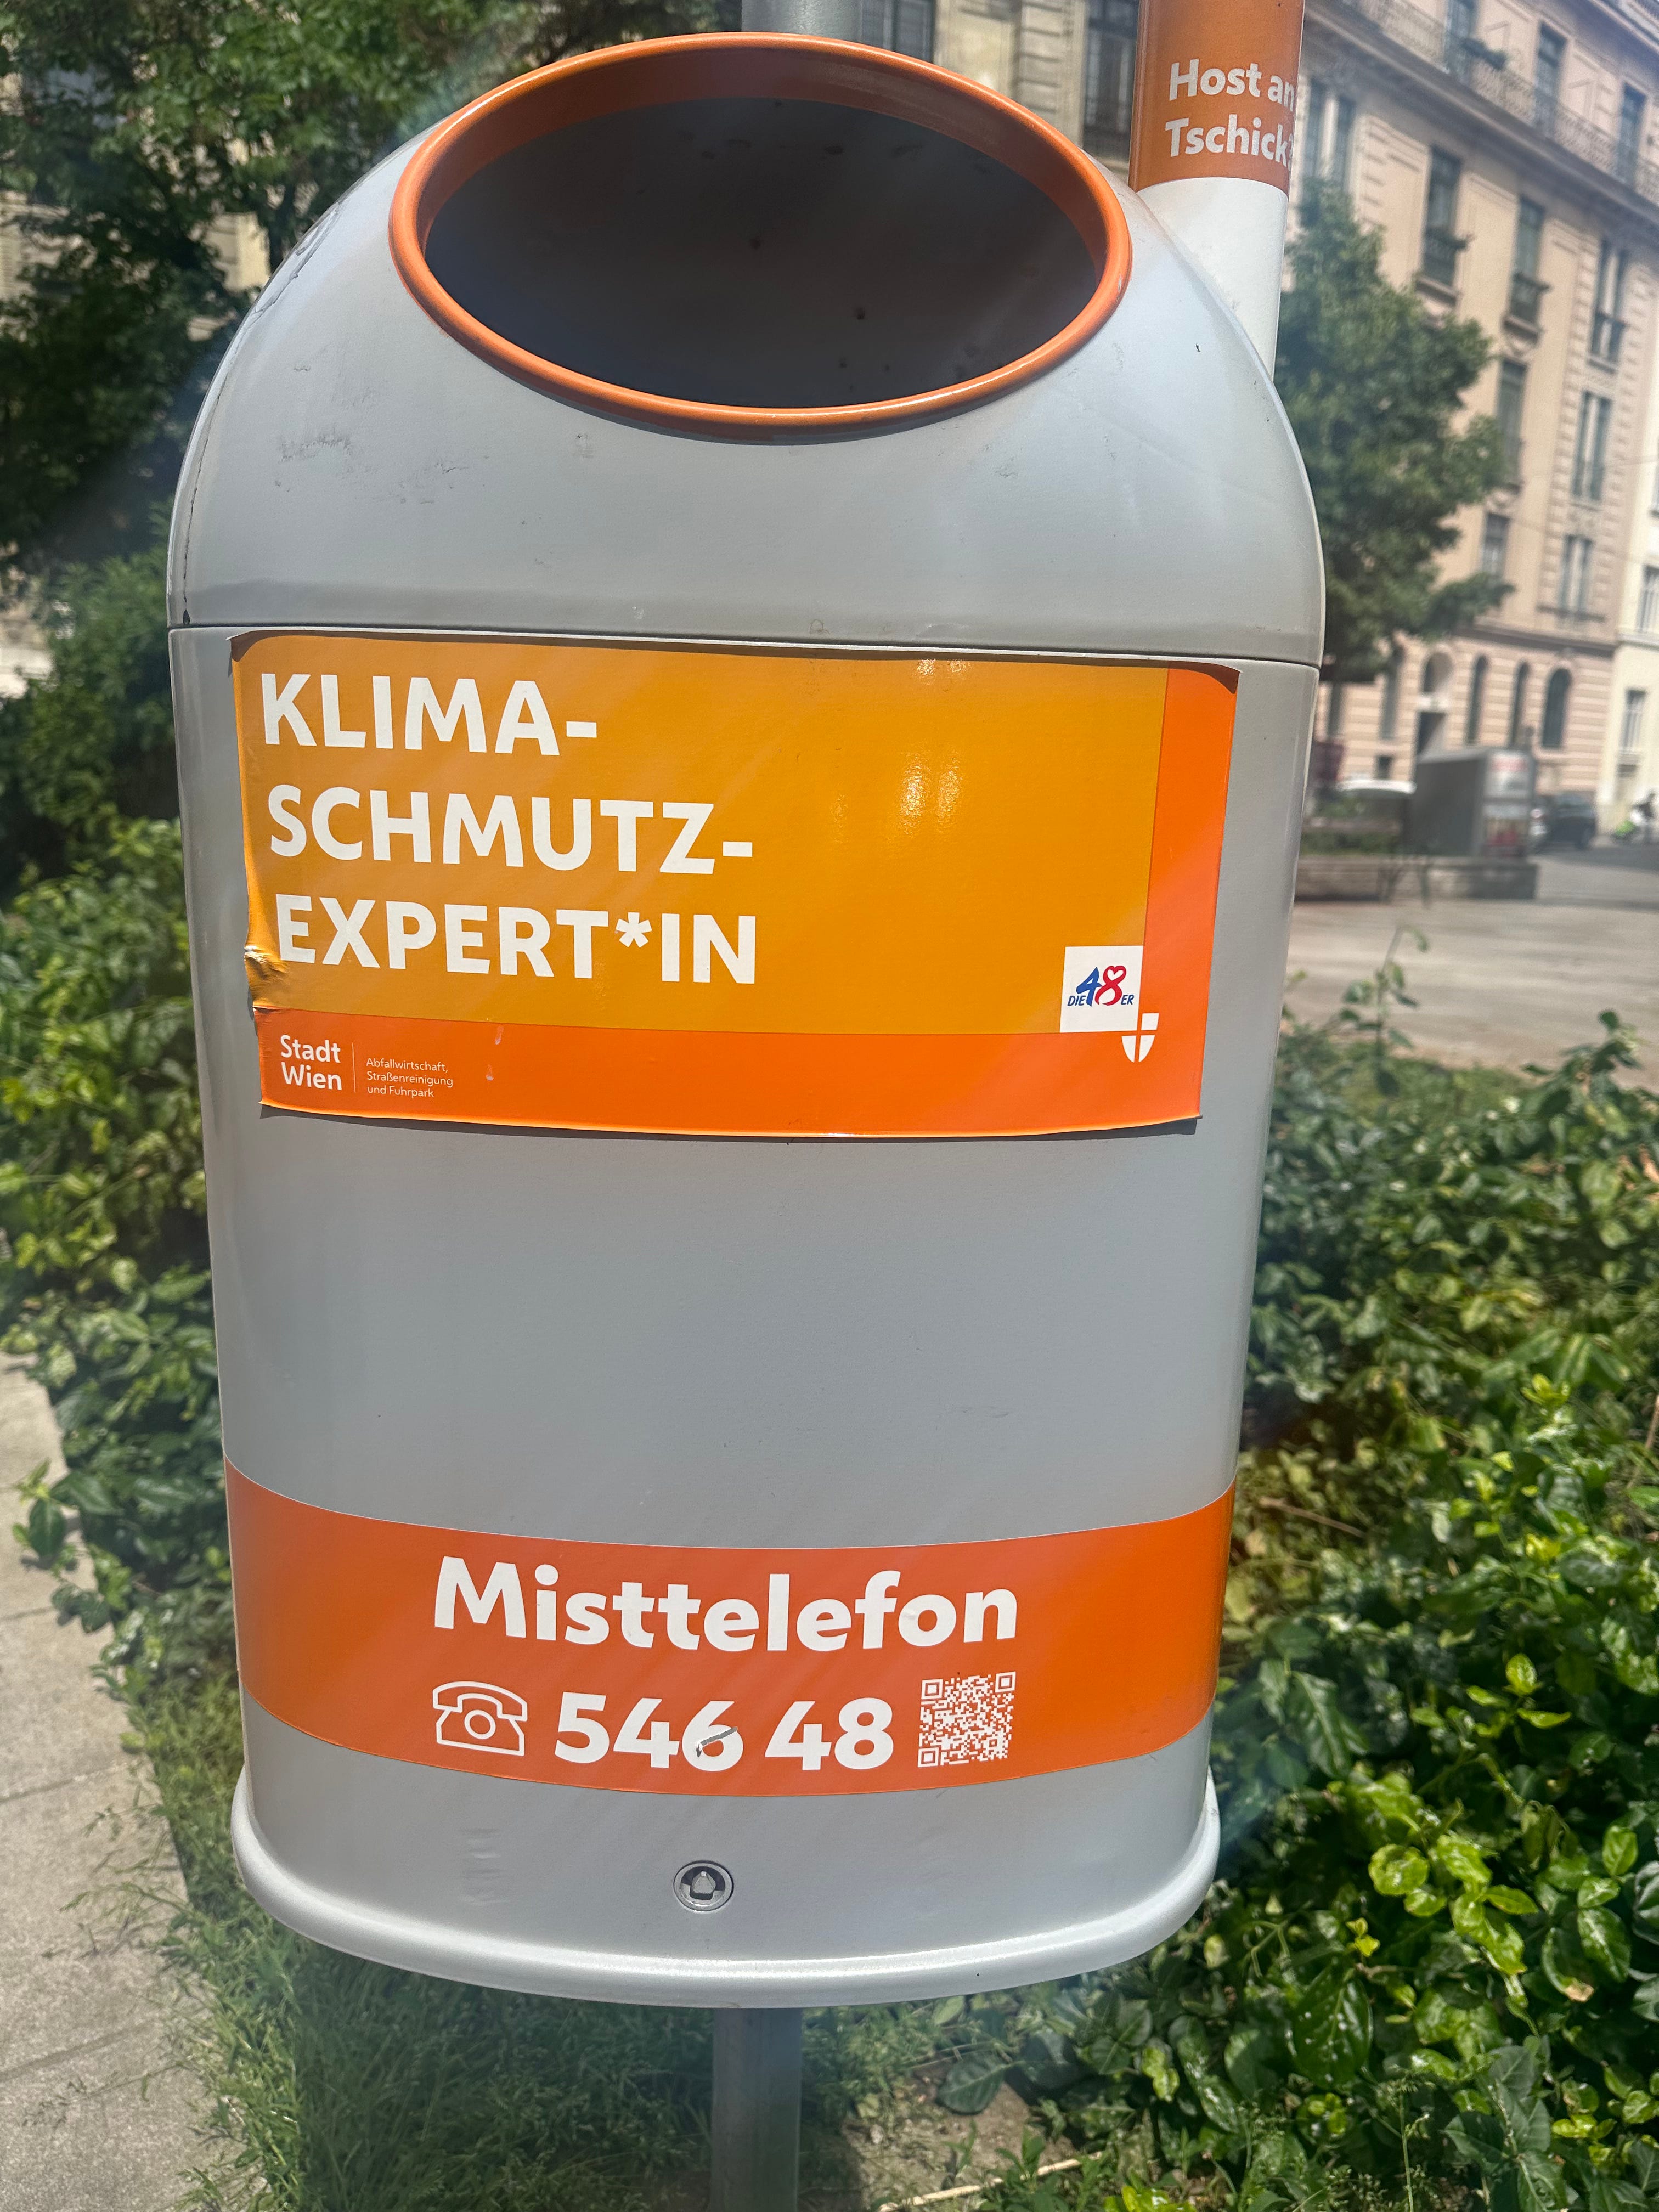 Host an
Tschick
KLIMA-
SCHMUTZ-
EXPERT*IN
DIE 48ER
Stadt
Wien
Abfallwirtschaft,
Straßenreinigung
und Fuhrpark
Misttelefon
546 48